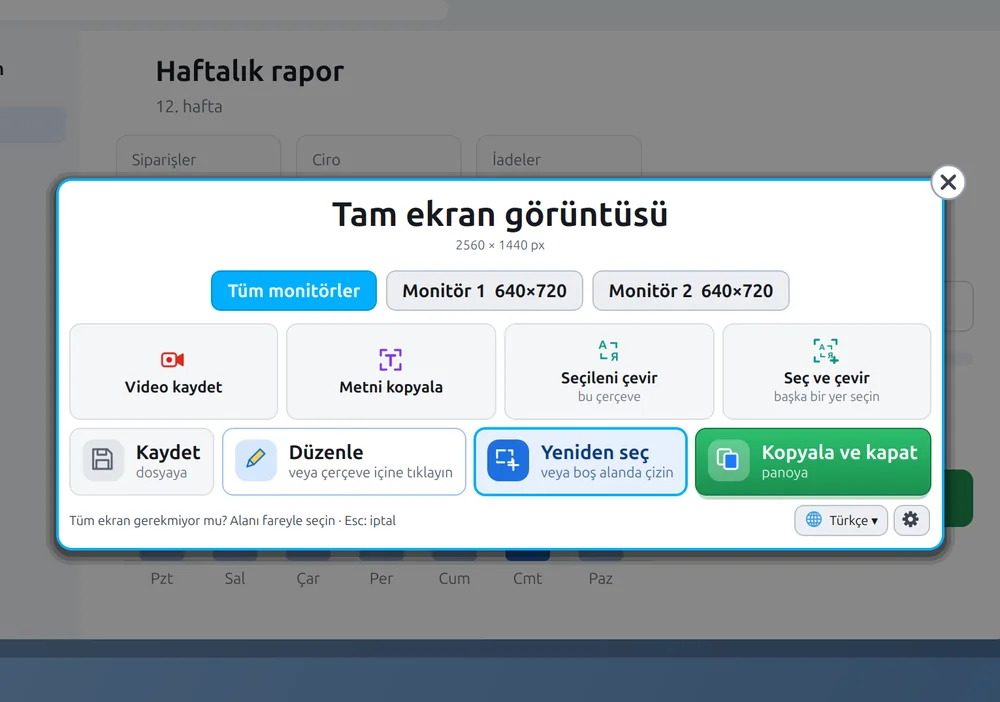 Haftalık rapor
12. hafta
Siparişler
Ciro
İadeler
Tam ekran görüntüsü
2560 × 1440 px
Tüm monitörler
Monitör 1 640×720
Monitör 2 640×720
Video kaydet
Metni kopyala
Seçileni çevir
bu çerçeve
Seç ve çevir
başka bir yer seçin
Kaydet
dosyaya
Düzenle
veya çerçeve içine tıklayın
Yeniden seç
veya boş alanda çizin
Kopyala ve kapat
panoya
Tüm ekran gerekmiyor mu? Alanı fareyle seçin · Esc: iptal
Türkçe ▾
Pzt
Sal
Çar
Per
Cum
Cmt
Paz